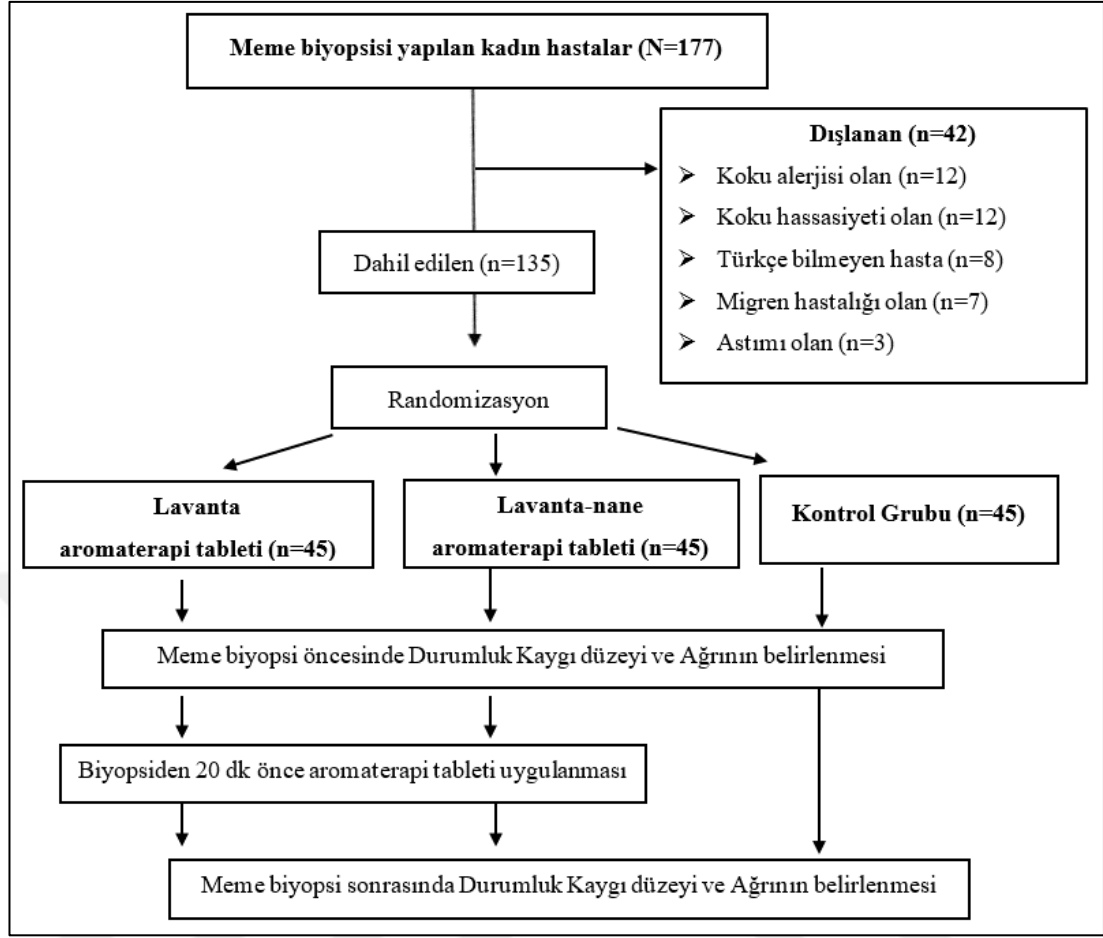 Meme biyopsisi yapılan kadın hastalar (N=177)
Dışlanan (n=42)
➤ Koku alerjisi olan (n=12)
➤ Koku hassasiyeti olan (n=12)
➤ Türkçe bilmeyen hasta (n=8)
➤ Migren hastalığı olan (n=7)
➤ Astımı olan (n=3)
Dahil edilen (n=135)
Randomizasyon
Lavanta
aromaterapi tableti (n=45)
Lavanta-nane
aromaterapi tableti (n=45)
Kontrol Grubu (n=45)
Meme biyopsi öncesinde Durumluk Kaygı düzeyi ve Ağrının belirlenmesi
Biyopsiden 20 dk önce aromaterapi tableti uygulanması
Meme biyopsi sonrasında Durumluk Kaygı düzeyi ve Ağrının belirlenmesi